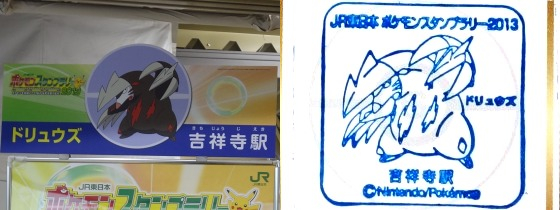 ポケモンスタンプラリー
ドリュウズ
きちじょうじえき
吉祥寺駅
JR東日本
ポケモンスタンプラリー
JR
JR東日本 ポケモンスタンプラリー2013
ドリュウズ
吉祥寺駅
©Nintendo/Pokémon